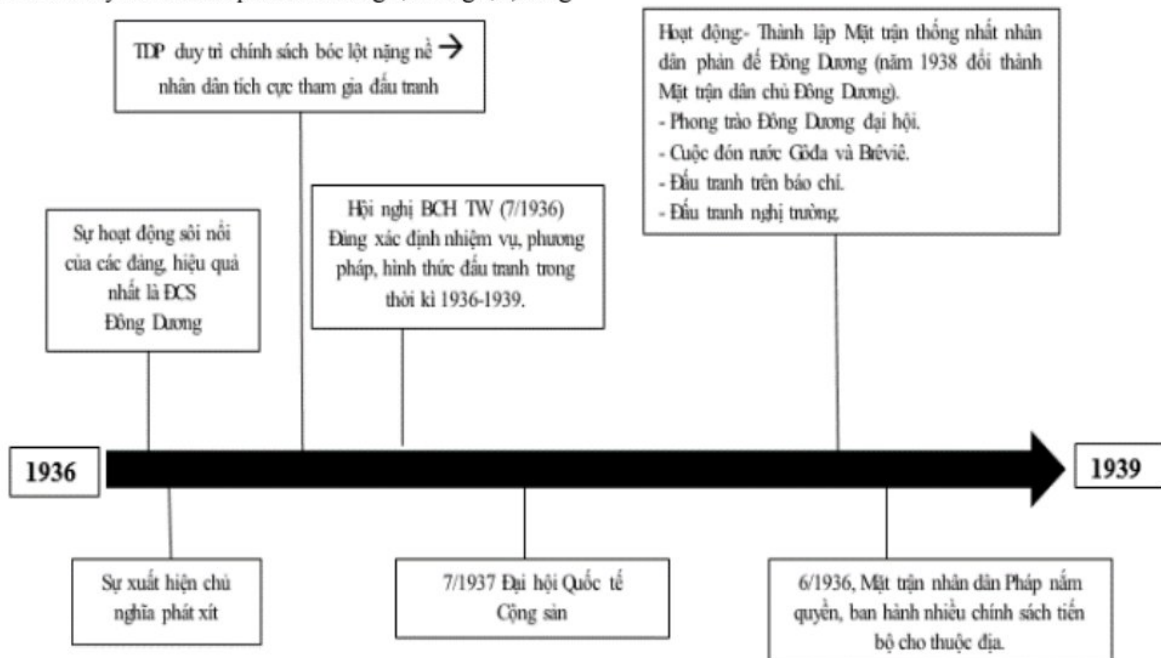 TDP duy trì chính sách bóc lột nặng nề →
nhân dân tích cực tham gia đấu tranh
Hoạt động:- Thành lập Mặt trận thống nhất nhân
dân phản đế Đông Dương (năm 1938 đổi thành
Mặt trận dân chủ Đông Dương).
- Phong trào Đông Dương đại hội.
- Cuộc đón rước Gôđa và Brêviê.
- Đấu tranh trên báo chí.
- Đấu tranh nghị trường.
Hội nghị BCH TW (7/1936)
Đảng xác định nhiệm vụ, phương
pháp, hình thức đấu tranh trong
thời kì 1936-1939.
Sự hoạt động sôi nổi
của các đảng, hiệu quả
nhất là ĐCS
Đông Dương
1936
1939
Sự xuất hiện chủ
nghĩa phát xít
7/1937 Đại hội Quốc tế
Cộng sản
6/1936, Mặt trận nhân dân Pháp nắm
quyền, ban hành nhiều chính sách tiến
bộ cho thuộc địa.